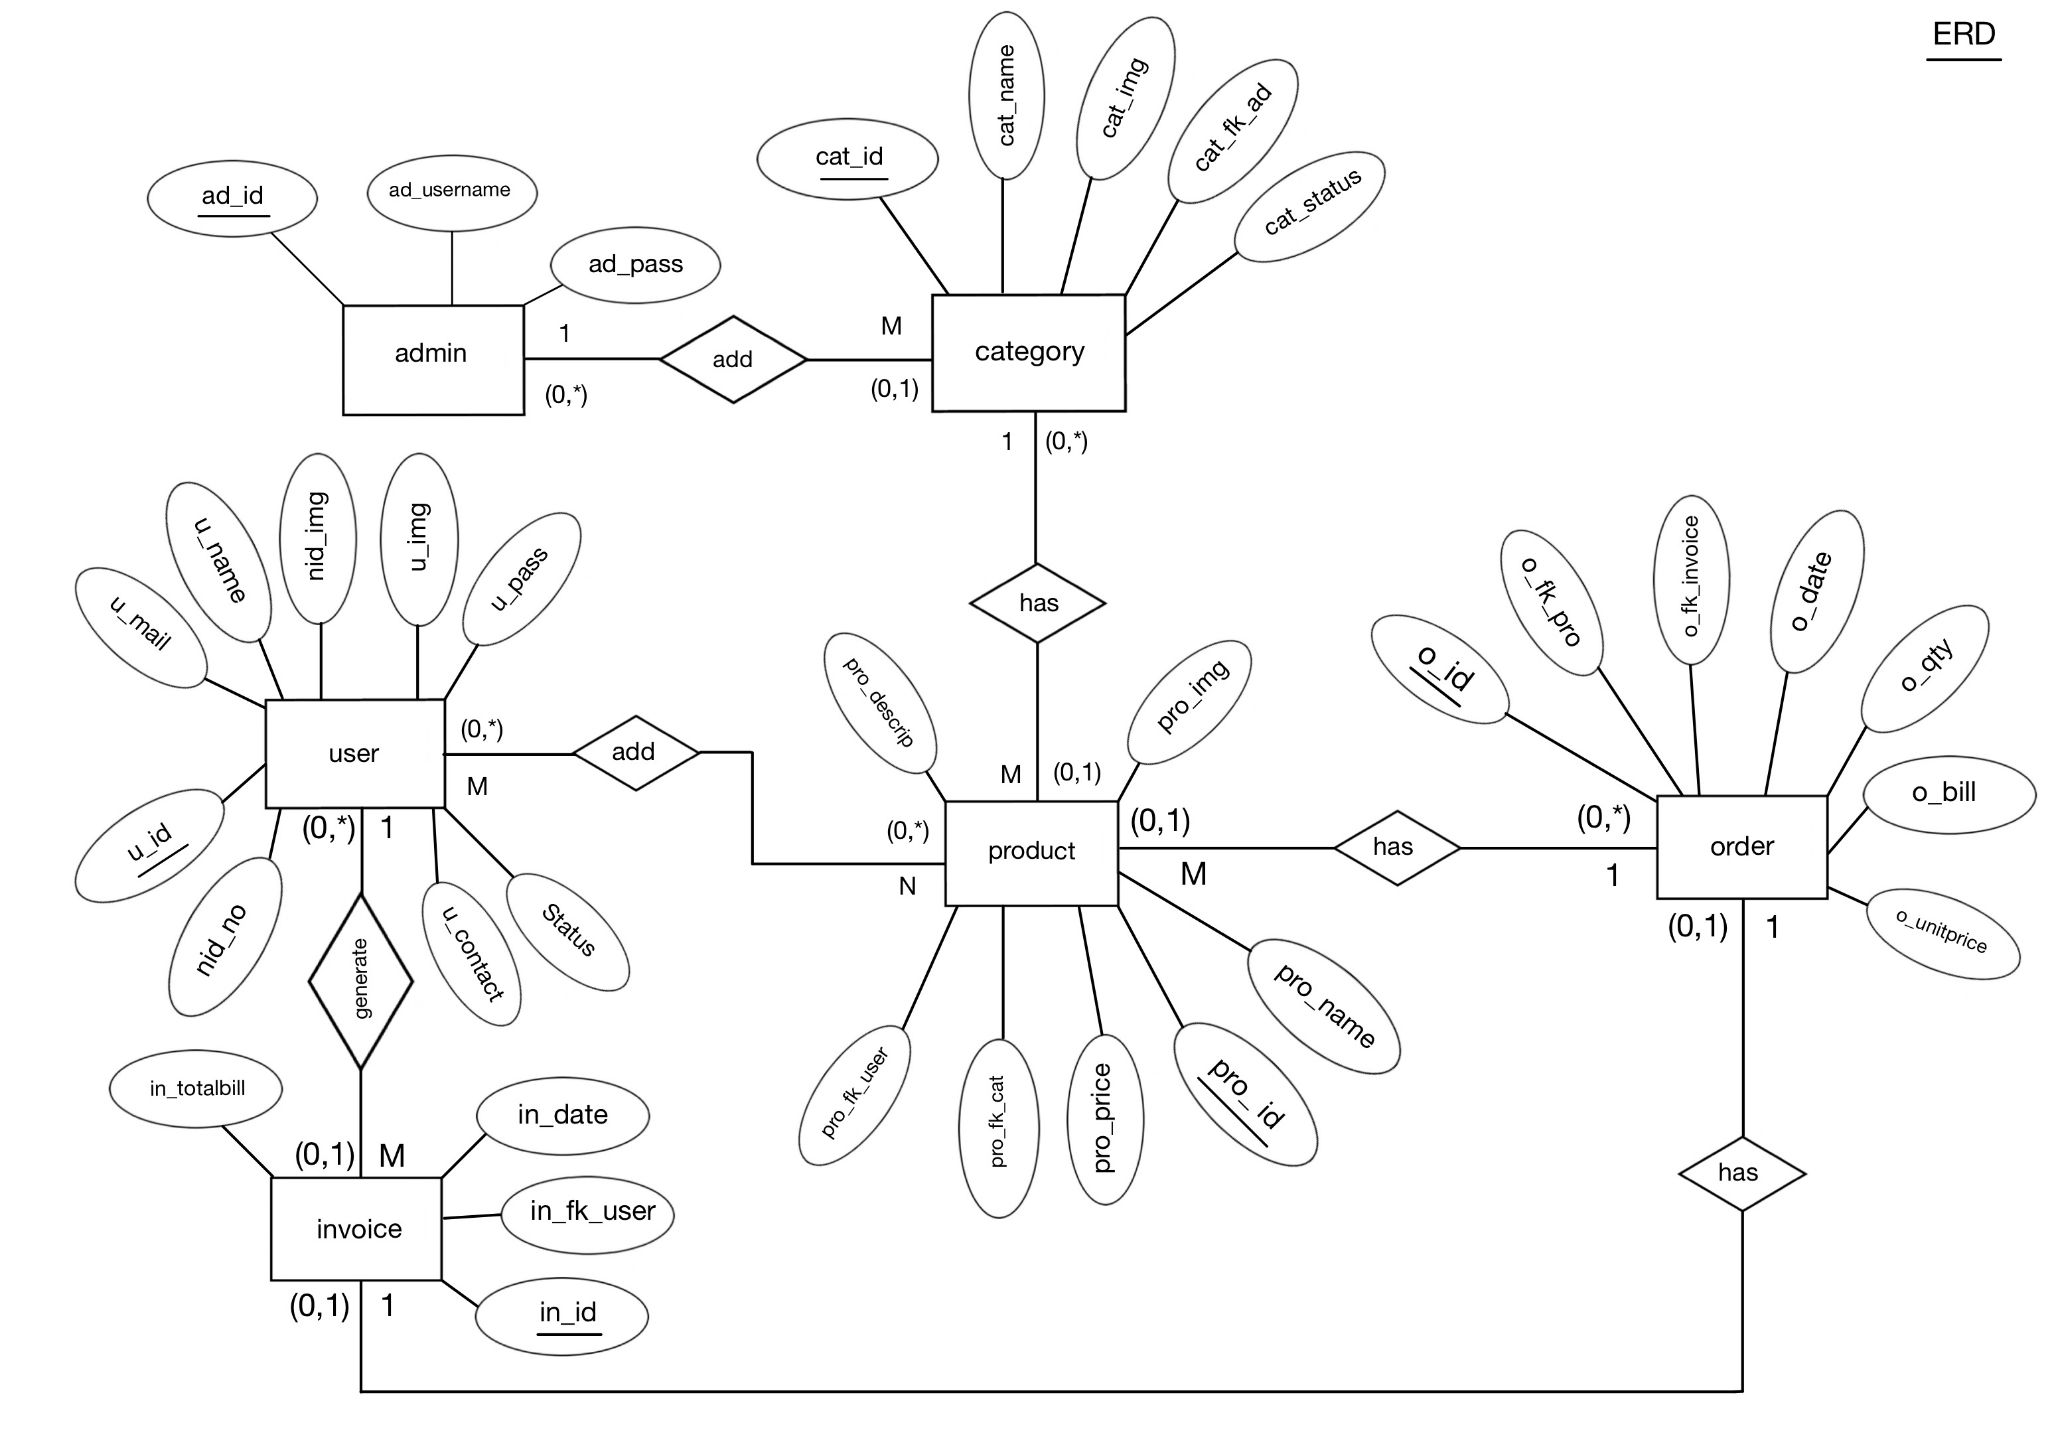 ERD
cat_name
cat_img
cat_fk_ad
cat_id
cat_status
ad_id
ad_username
ad_pass
admin
1
(0,*)
add
M
(0,1)
category
1
(0,*)
has
M
(0,1)
u_mail
u_name
nid_img
u_img
u_pass
user
(0,*)
M
add
(0,*)
N
u_id
nid_no
u_contact
Status
(0,*)
1
generate
(0,1)
M
pro_descrip
pro_img
product
(0,1)
M
has
(0,*)
1
pro_fk_user
pro_fk_cat
pro_price
pro_ id
pro_name
o_id
o_fk_pro
o_fk_invoice
o_date
o_qty
o_bill
o_unitprice
order
(0,1)
1
has
in_totalbill
in_date
in_fk_user
in_id
invoice
(0,1)
1